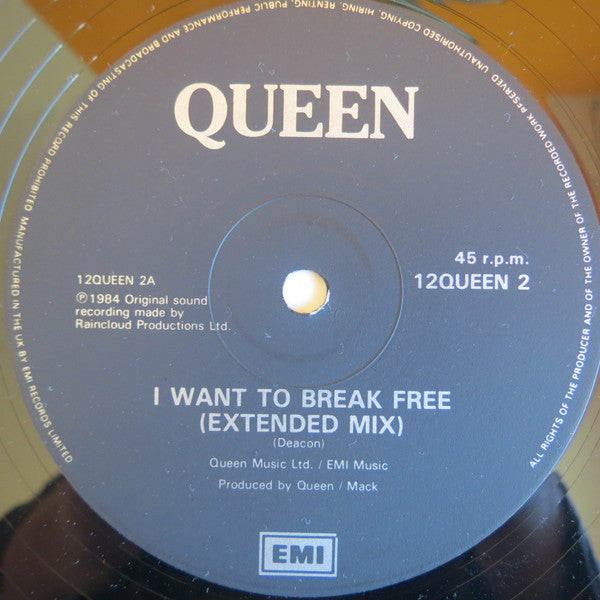 QUEEN
45 r.p.m.
12QUEEN 2
12QUEEN 2A
℗1984 Original sound
recording made by
Raincloud Productions Ltd.
I WANT TO BREAK FREE
(EXTENDED MIX)
(Deacon)
Queen Music Ltd. / EMI Music
Produced by Queen / Mack
EMI
ALL RIGHTS OF THE PRODUCER AND OF THE OWNER OF THE RECORDED WORK RESERVED UNAUTHORISED COPYING, HIRING, RENTING, PUBLIC PERFORMANCE AND BROADCASTING OF THIS RECORD PROHIBITED MANUFACTURED IN THE UK BY EMI RECORDS LIMITED